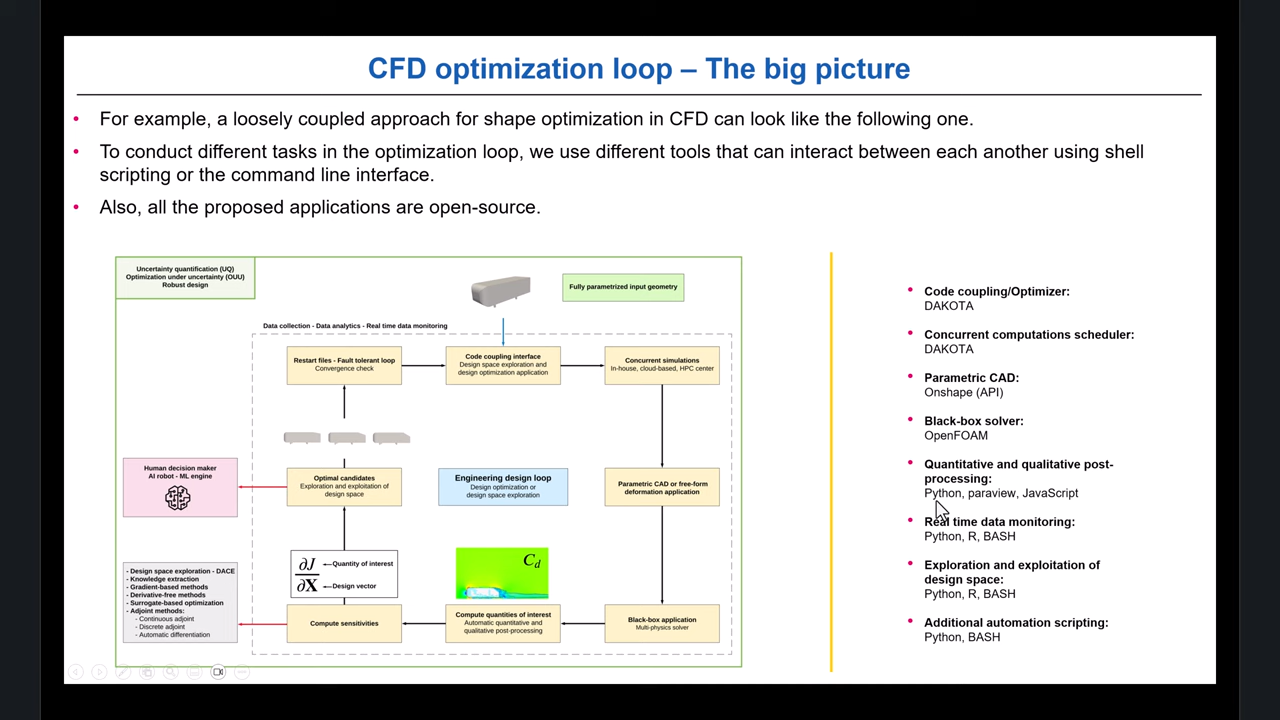 CFD optimization loop – The big picture
• For example, a loosely coupled approach for shape optimization in CFD can look like the following one.
• To conduct different tasks in the optimization loop, we use different tools that can interact between each another using shell
scripting or the command line interface.
• Also, all the proposed applications are open-source.
Uncertainty quantification (UQ)
Optimization under uncertainty (OUU)
Robust design
Fully parametrized input geometry
Data collection - Data analytics - Real time data monitoring
Restart files - Fault tolerant loop
Convergence check
Code coupling interface
Design space exploration and
design optimization application
Concurrent simulations
In-house, cloud-based, HPC center
Human decision maker
AI robot - ML engine
Optimal candidates
Exploration and exploitation of
design space
Engineering design loop
Design optimization or
design space exploration
Parametric CAD or free-form
deformation application
∂J
∂X
Quantity of interest
Design vector
C_d
- Design space exploration - DACE
- Knowledge extraction
- Gradient-based methods
- Derivative-free methods
- Surrogate-based optimization
- Adjoint methods:
- Continuous adjoint
- Discrete adjoint
- Automatic differentiation
Compute sensitivities
Compute quantities of interest
Automatic quantitative and
qualitative post-processing
Black-box application
Multi-physics solver
• Code coupling/Optimizer:
DAKOTA
• Concurrent computations scheduler:
DAKOTA
• Parametric CAD:
Onshape (API)
• Black-box solver:
OpenFOAM
• Quantitative and qualitative post-
processing:
Python, paraview, JavaScript
• Real time data monitoring:
Python, R, BASH
• Exploration and exploitation of
design space:
Python, R, BASH
• Additional automation scripting:
Python, BASH